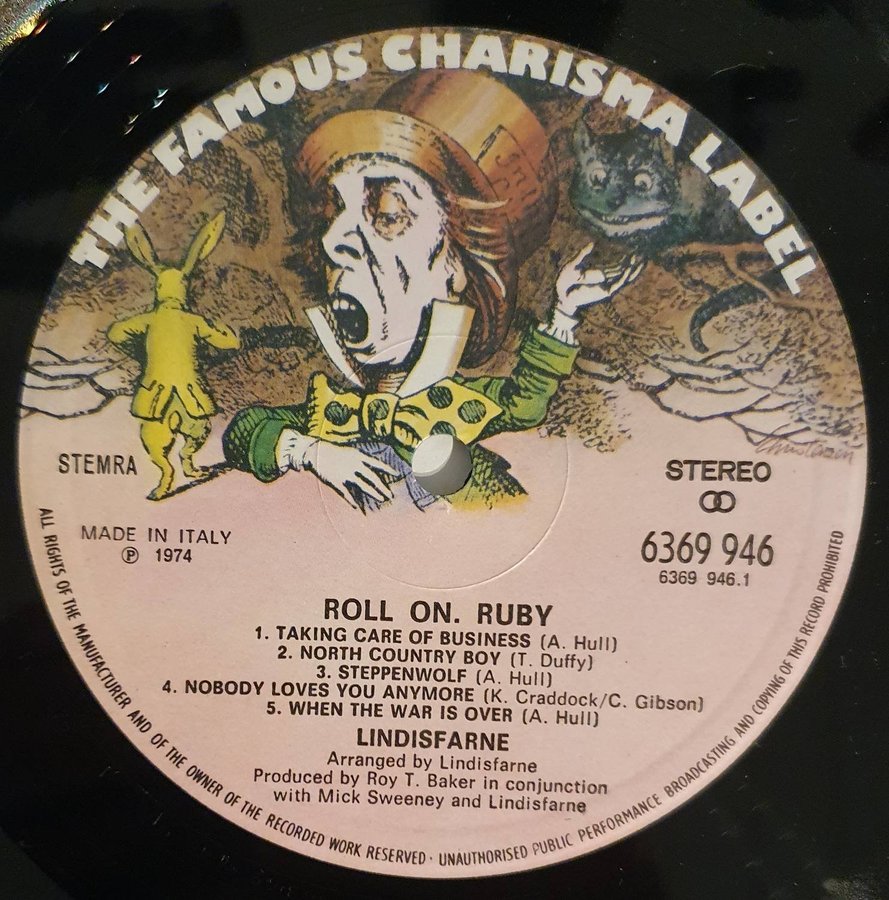 THE FAMOUS CHARISMA LABEL
STEMRA
MADE IN ITALY
Ⓟ 1974
STEREO
6369 946
6369 946.1
ROLL ON. RUBY
1. TAKING CARE OF BUSINESS (A. Hull)
2. NORTH COUNTRY BOY (T. Duffy)
3. STEPPENWOLF (A. Hull)
4. NOBODY LOVES YOU ANYMORE (K. Craddock/C. Gibson)
5. WHEN THE WAR IS OVER (A. Hull)
LINDISFARNE
Arranged by Lindisfarne
Produced by Roy T. Baker in conjunction
with Mick Sweeney and Lindisfarne
ALL RIGHTS OF THE MANUFACTURER AND OF THE OWNER OF THE RECORDED WORK RESERVED · UNAUTHORISED PUBLIC PERFORMANCE BROADCASTING AND COPYING OF THIS RECORD PROHIBITED